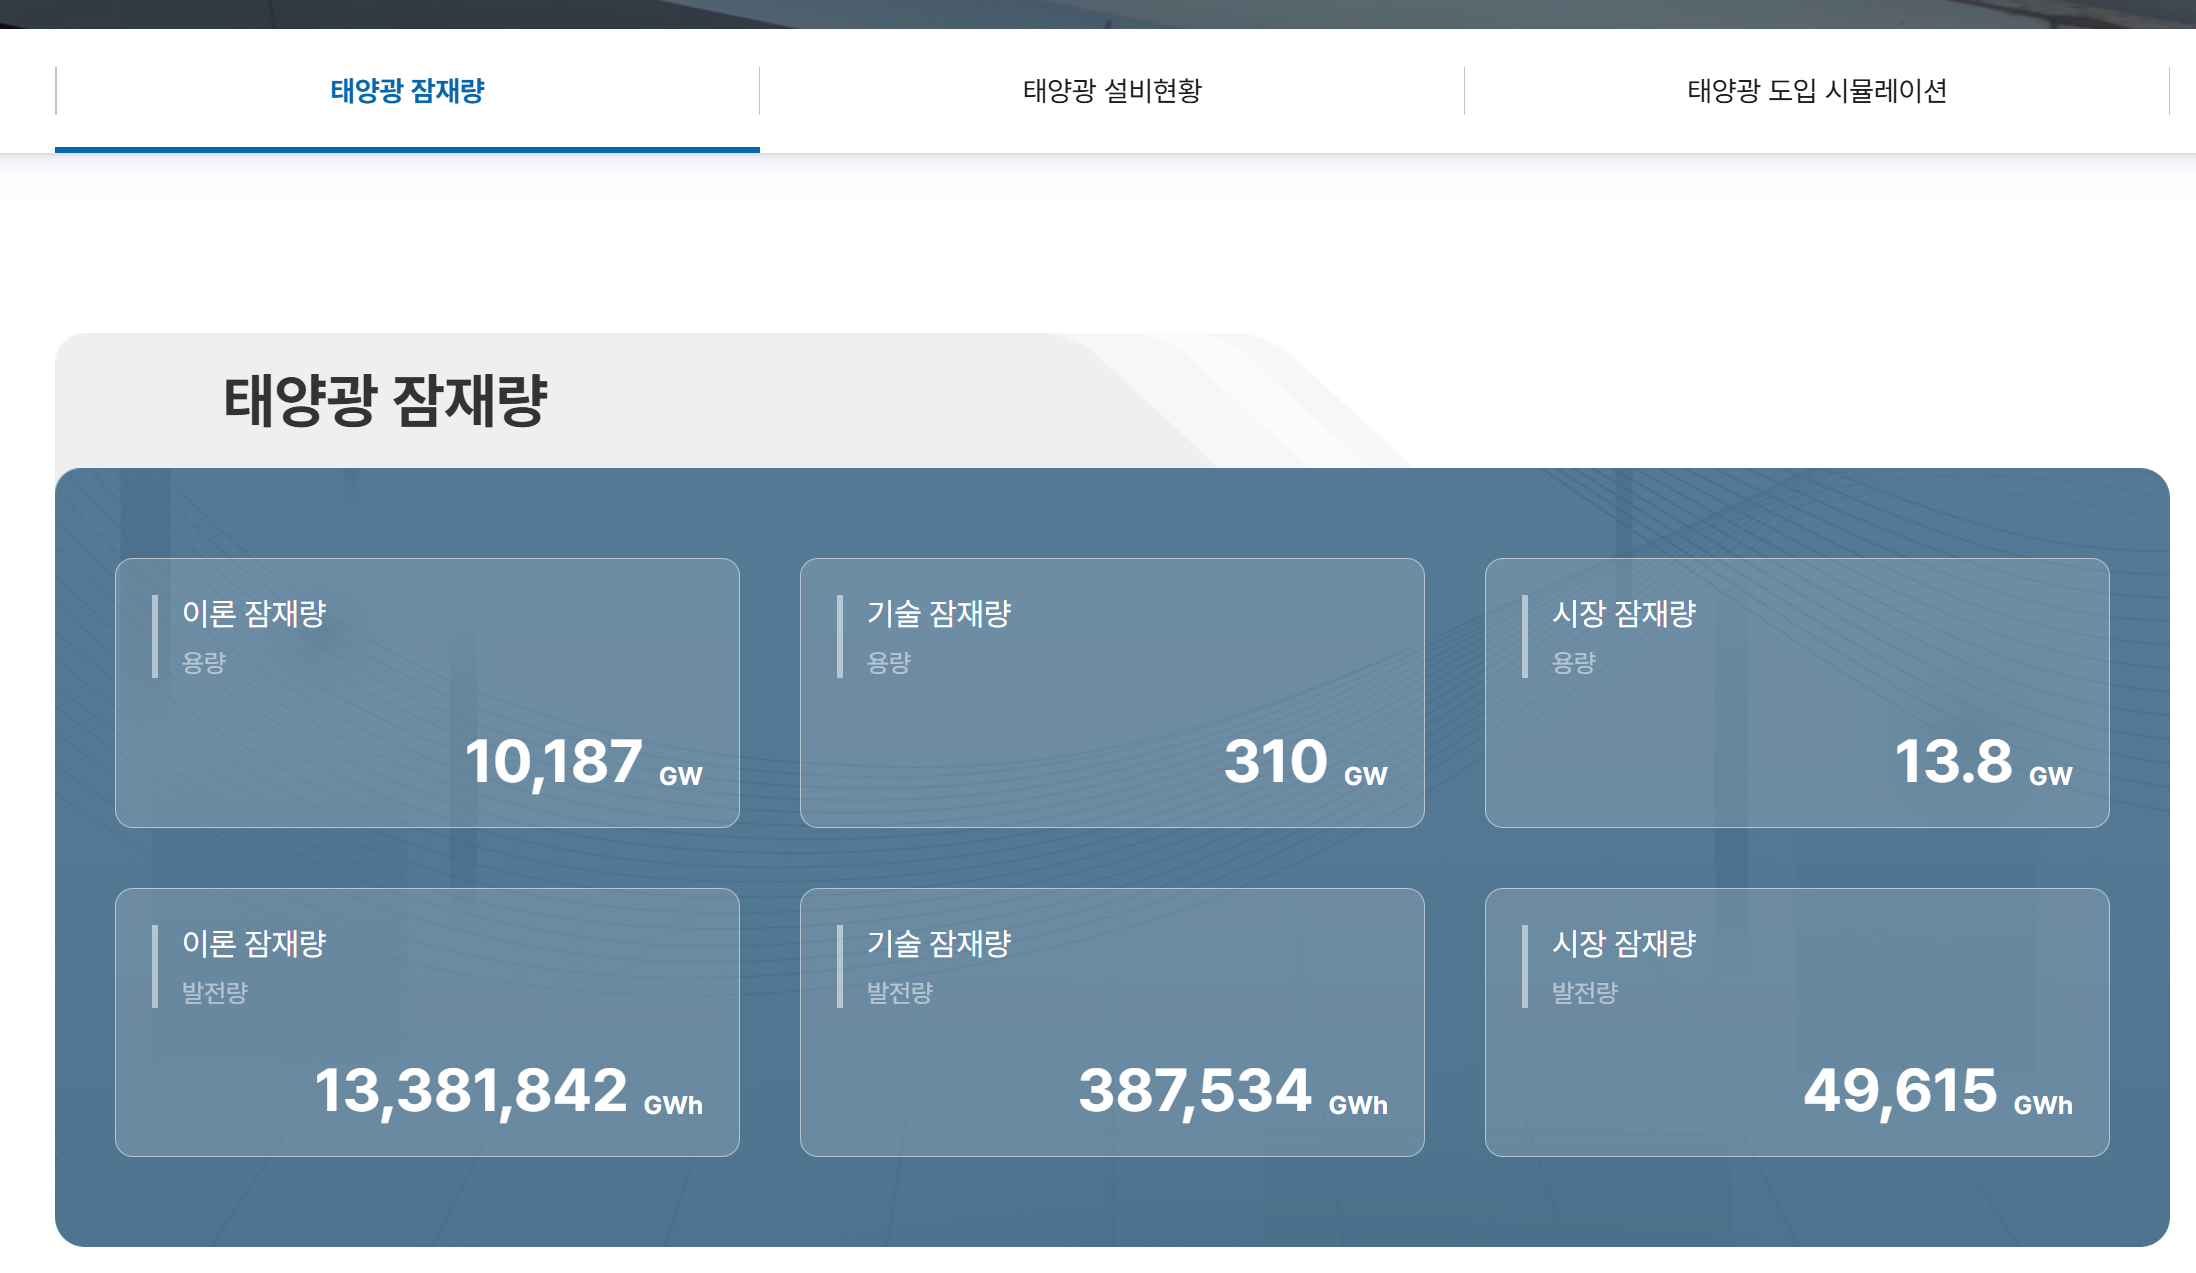 태양광 잠재량
태양광 설비현황
태양광 도입 시뮬레이션
태양광 잠재량
이론 잠재량
용량
10,187 GW
기술 잠재량
용량
310 GW
시장 잠재량
용량
13.8 GW
이론 잠재량
발전량
13,381,842 GWh
기술 잠재량
발전량
387,534 GWh
시장 잠재량
발전량
49,615 GWh